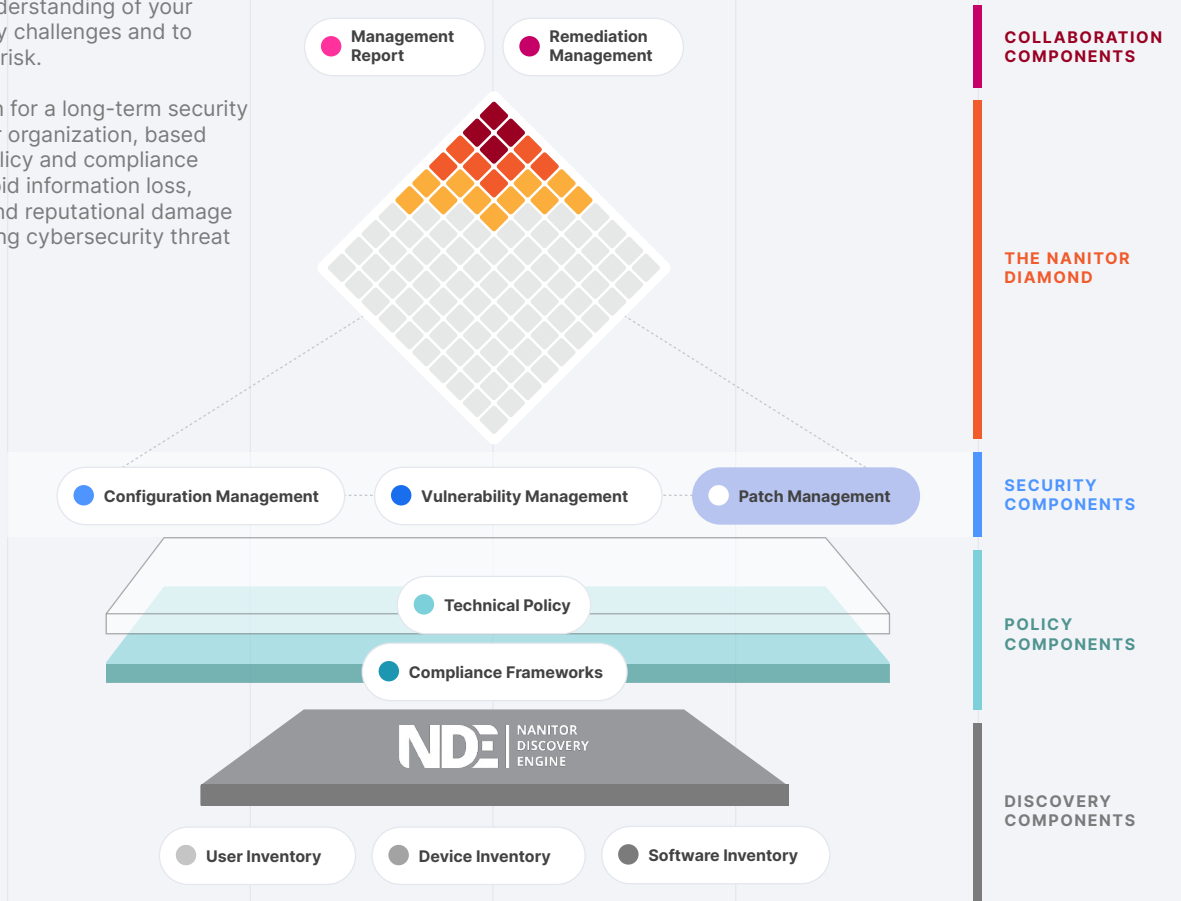 derstanding of your
y challenges and to
risk.
for a long-term security
r organization, based
licy and compliance
id information loss,
nd reputational damage
ng cybersecurity threat
Management
Report
Remediation
Management
COLLABORATION
COMPONENTS
THE NANITOR
DIAMOND
Configuration Management
Vulnerability Management
Patch Management
SECURITY
COMPONENTS
Technical Policy
Compliance Frameworks
POLICY
COMPONENTS
NDE
NANITOR
DISCOVERY
ENGINE
DISCOVERY
COMPONENTS
User Inventory
Device Inventory
Software Inventory